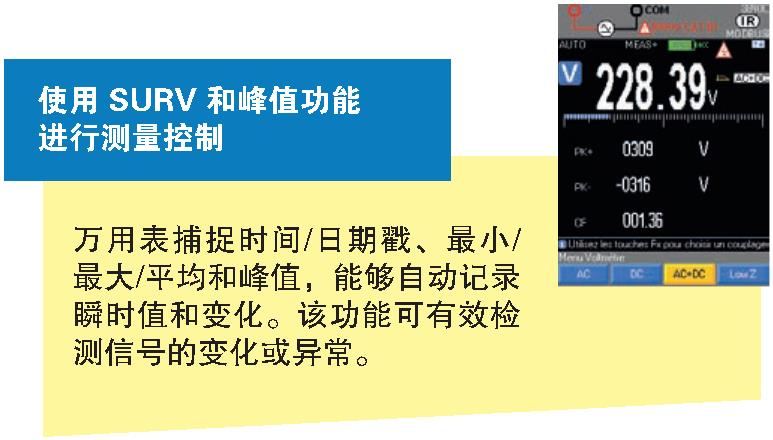 使用 SURV 和峰值功能
进行测量控制
万用表捕捉时间/日期戳、最小/
最大/平均和峰值，能够自动记录
瞬时值和变化。该功能可有效检
测信号的变化或异常。
COM
IR
MODBUS
AUTO MEAS+
V 228.39 V
AC+DC
PK+ 0309 V
PK- -0316 V
CF 001.36
Utilisez les touches Fx pour choisir un couplage
Menu Voltmètre
AC DC AC+DC LowZ